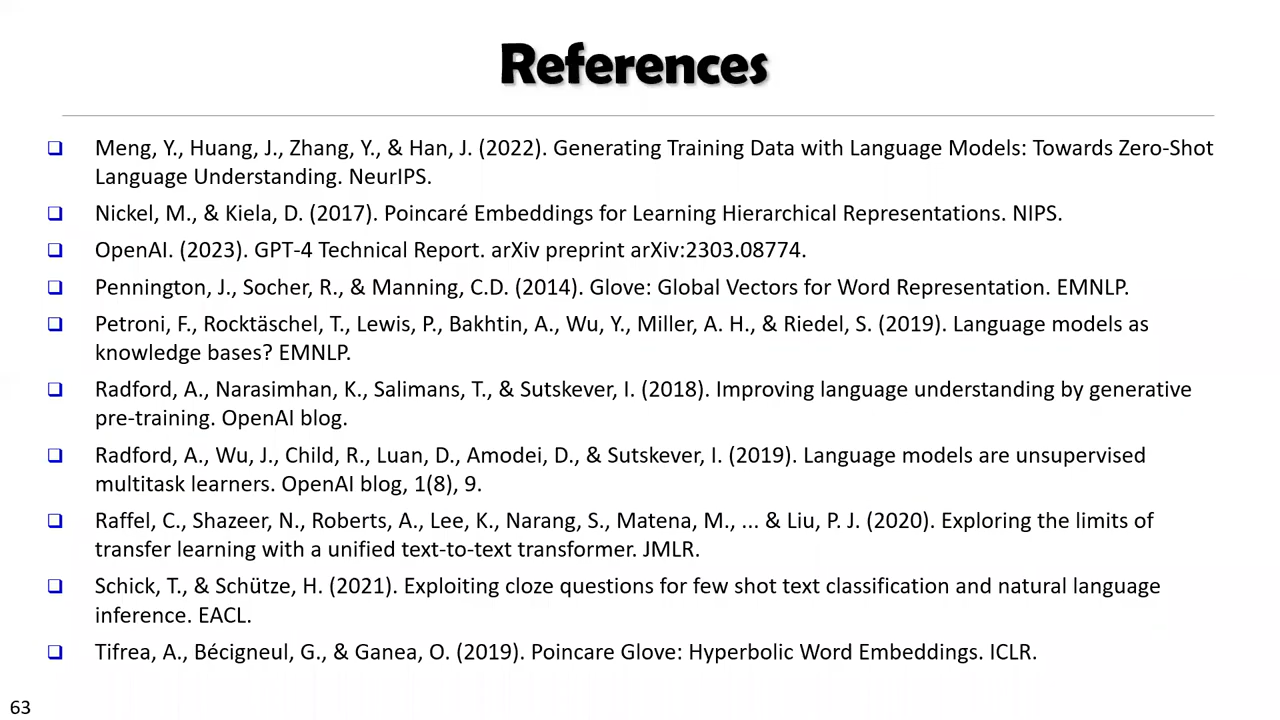 References
❑ Meng, Y., Huang, J., Zhang, Y., & Han, J. (2022). Generating Training Data with Language Models: Towards Zero-Shot
Language Understanding. NeurIPS.
❑ Nickel, M., & Kiela, D. (2017). Poincaré Embeddings for Learning Hierarchical Representations. NIPS.
❑ OpenAI. (2023). GPT-4 Technical Report. arXiv preprint arXiv:2303.08774.
❑ Pennington, J., Socher, R., & Manning, C.D. (2014). Glove: Global Vectors for Word Representation. EMNLP.
❑ Petroni, F., Rocktäschel, T., Lewis, P., Bakhtin, A., Wu, Y., Miller, A. H., & Riedel, S. (2019). Language models as
knowledge bases? EMNLP.
❑ Radford, A., Narasimhan, K., Salimans, T., & Sutskever, I. (2018). Improving language understanding by generative
pre-training. OpenAI blog.
❑ Radford, A., Wu, J., Child, R., Luan, D., Amodei, D., & Sutskever, I. (2019). Language models are unsupervised
multitask learners. OpenAI blog, 1(8), 9.
❑ Raffel, C., Shazeer, N., Roberts, A., Lee, K., Narang, S., Matena, M., ... & Liu, P. J. (2020). Exploring the limits of
transfer learning with a unified text-to-text transformer. JMLR.
❑ Schick, T., & Schütze, H. (2021). Exploiting cloze questions for few shot text classification and natural language
inference. EACL.
❑ Tifrea, A., Bécigneul, G., & Ganea, O. (2019). Poincare Glove: Hyperbolic Word Embeddings. ICLR.
63